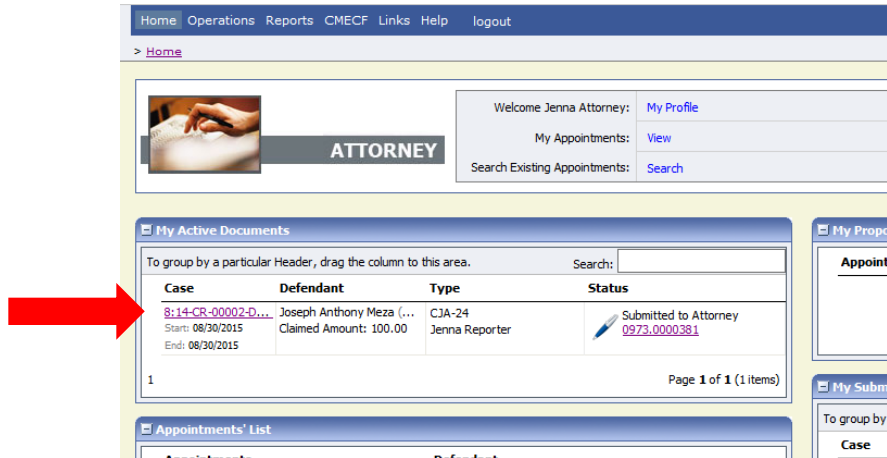 Home Operations Reports CMECF Links Help logout
> Home
ATTORNEY
Welcome Jenna Attorney: My Profile
My Appointments: View
Search Existing Appointments: Search
My Active Documents
To group by a particular Header, drag the column to this area. Search:
Case Defendant Type Status
8:14-CR-00002-D... Joseph Anthony Meza (... CJA-24 Submitted to Attorney
Start: 08/30/2015 Claimed Amount: 100.00 Jenna Reporter 0973.0000381
End: 08/30/2015
1 Page 1 of 1 (1 items)
Appointments' List
Appointments Defendant
My Propo
Appoint
My Subm
To group by
Case